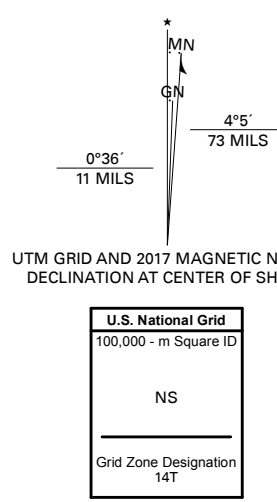 ★
MN
GN
4°5´
73 MILS
0°36´
11 MILS
UTM GRID AND 2017 MAGNETIC N
DECLINATION AT CENTER OF SH
U.S. National Grid
100,000 - m Square ID
NS
Grid Zone Designation
14T